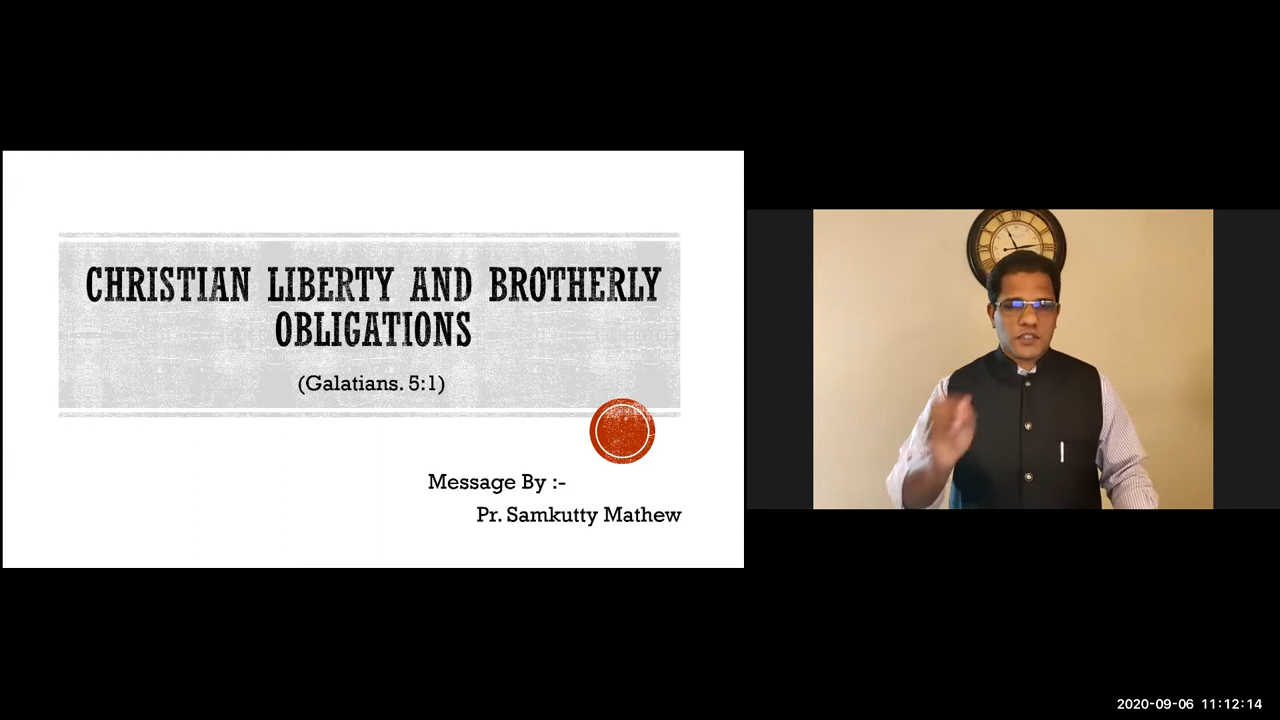 CHRISTIAN LIBERTY AND BROTHERLY
OBLIGATIONS
(Galatians. 5:1)
Message By :-
Pr. Samkutty Mathew
2020-09-06 11:12:14